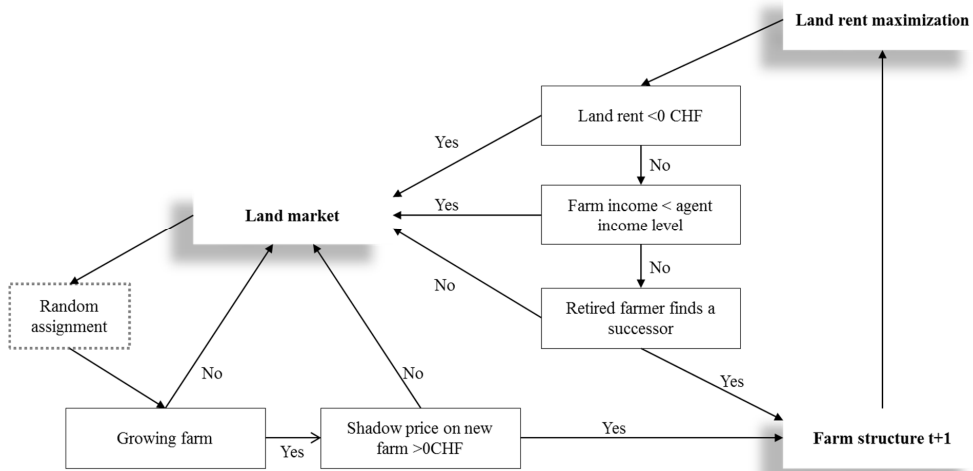 Land rent maximization
Land rent <0 CHF
Yes
No
Land market
Yes
Farm income < agent
income level
No
No
Random
assignment
Retired farmer finds a
successor
No
No
Yes
Growing farm
Yes
Shadow price on new
farm >0CHF
Yes
Farm structure t+1